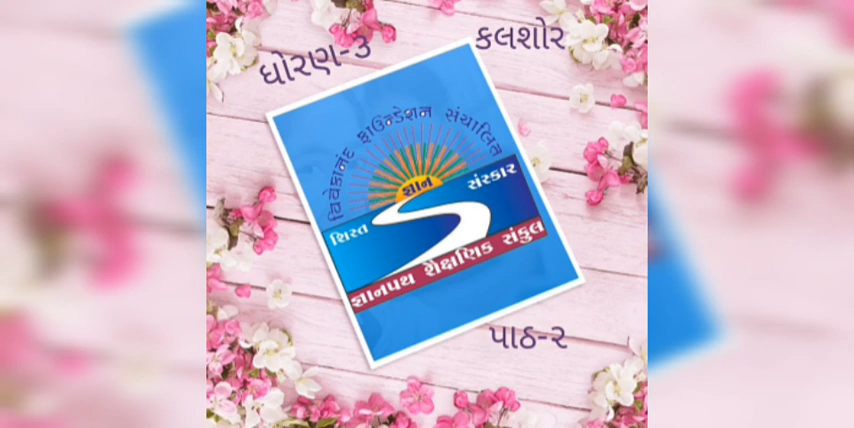 ધોરણ-૩
કલશોર
વિવેકાનંદ ફાઉન્ડેશન સંચાલિત
જ્ઞાન
સંસ્કાર
શિસ્ત
જ્ઞાનપથ શૈક્ષણિક સંકુલ
પાઠ-૨